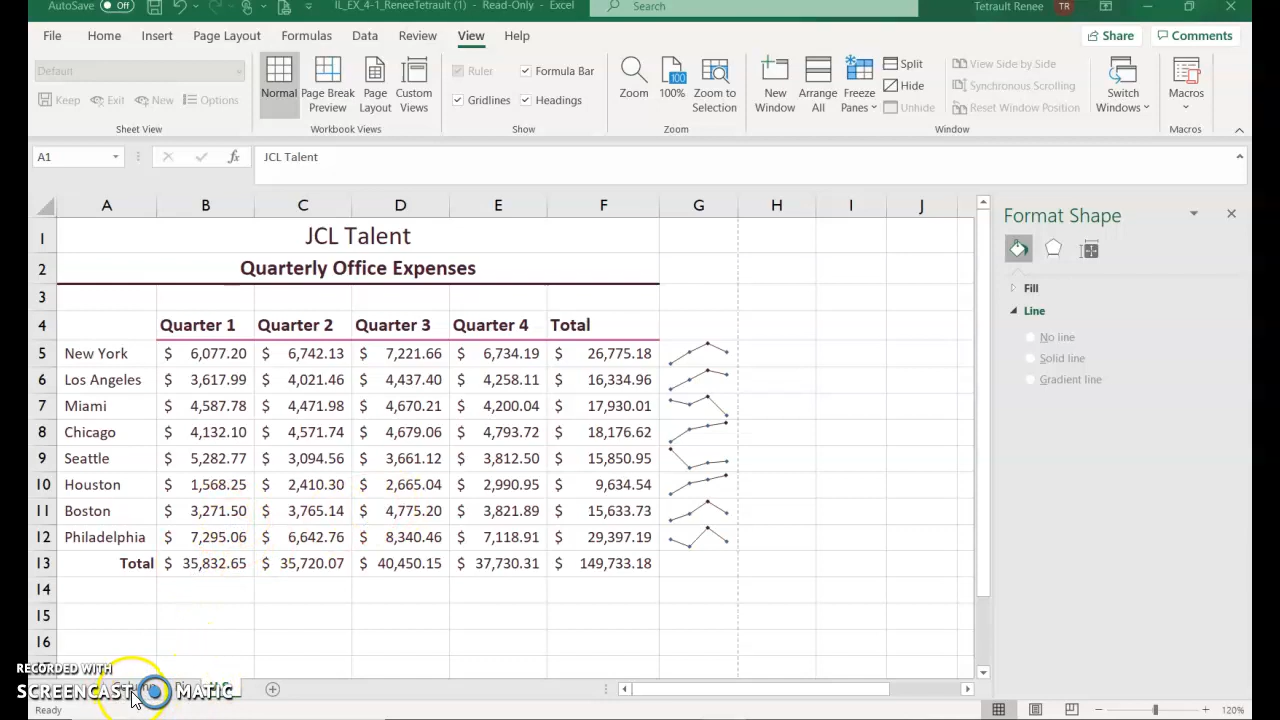 AutoSave Off IL_EX_4-1_ReneeTetrault (1) - Read-Only - Excel Search Tetrault Renee TR
File Home Insert Page Layout Formulas Data Review View Help Share Comments
Default Ruler Formula Bar Split View Side by Side
Keep Exit New Options Normal Page Break Preview Page Layout Custom Views Gridlines Headings Zoom 100% Zoom to Selection New Window Arrange All Freeze Panes Hide Unhide Synchronous Scrolling Reset Window Position Switch Windows Macros
Sheet View Workbook Views Show Zoom Window Macros
A1 fx JCL Talent
A B C D E F G H I J
1 JCL Talent
2 Quarterly Office Expenses
3
4 Quarter 1 Quarter 2 Quarter 3 Quarter 4 Total
5 New York $ 6,077.20 $ 6,742.13 $ 7,221.66 $ 6,734.19 $ 26,775.18
6 Los Angeles $ 3,617.99 $ 4,021.46 $ 4,437.40 $ 4,258.11 $ 16,334.96
7 Miami $ 4,587.78 $ 4,471.98 $ 4,670.21 $ 4,200.04 $ 17,930.01
8 Chicago $ 4,132.10 $ 4,571.74 $ 4,679.06 $ 4,793.72 $ 18,176.62
9 Seattle $ 5,282.77 $ 3,094.56 $ 3,661.12 $ 3,812.50 $ 15,850.95
10 Houston $ 1,568.25 $ 2,410.30 $ 2,665.04 $ 2,990.95 $ 9,634.54
11 Boston $ 3,271.50 $ 3,765.14 $ 4,775.20 $ 3,821.89 $ 15,633.73
12 Philadelphia $ 7,295.06 $ 6,642.76 $ 8,340.46 $ 7,118.91 $ 29,397.19
13 Total $ 35,832.65 $ 35,720.07 $ 40,450.15 $ 37,730.31 $ 149,733.18
14
15
16
Format Shape
Fill
Line
No line
Solid line
Gradient line
RECORDED WITH
SCREENCAST MATIC
Ready 120%